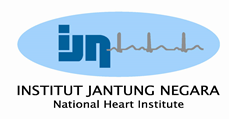 ijn
INSTITUT JANTUNG NEGARA
National Heart Institute